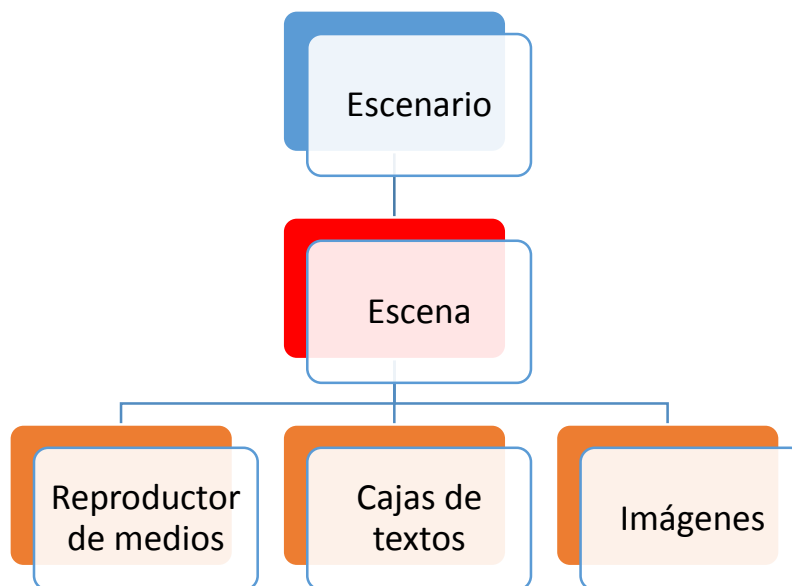 Escenario
Escena
Reproductor
de medios
Cajas de
textos
Imágenes